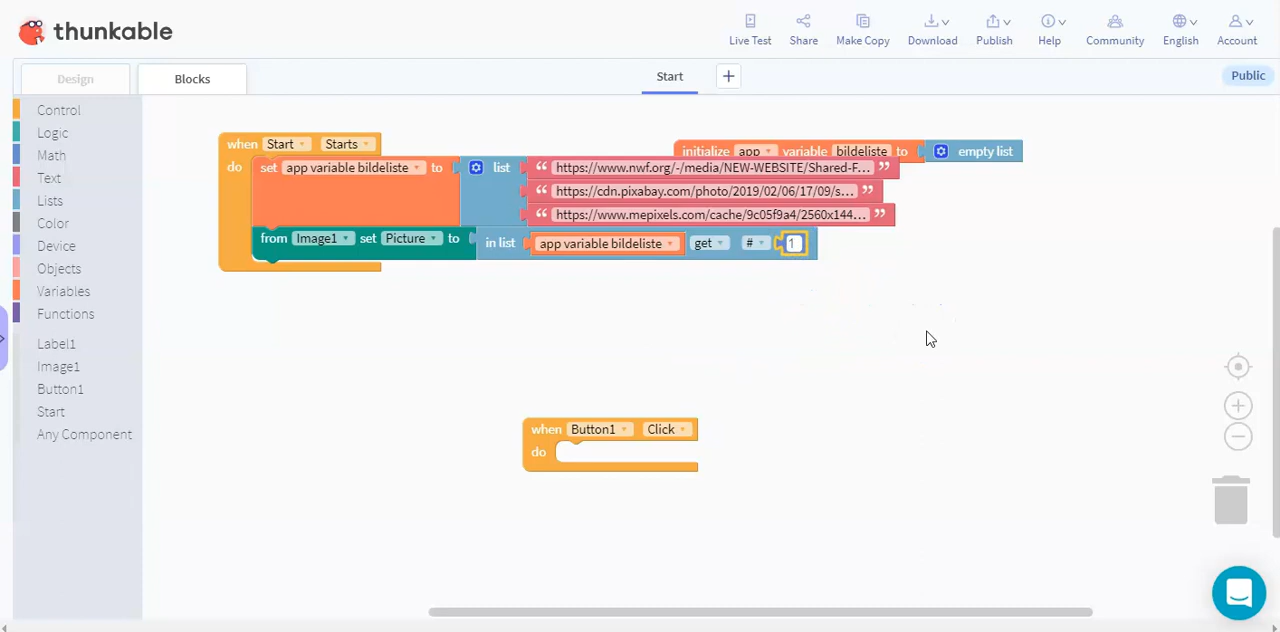 thunkable
Live Test
Share
Make Copy
Download
Publish
Help
Community
English
Account
Design
Blocks
Start
+
Public
Control
Logic
Math
Text
Lists
Color
Device
Objects
Variables
Functions
Label1
Image1
Button1
Start
Any Component
when Start Starts
do set app variable bildeliste to list “ https://www.nwf.org/-/media/NEW-WEBSITE/Shared-F... ”
“ https://cdn.pixabay.com/photo/2019/02/06/17/09/s... ”
“ https://www.mepixels.com/cache/9c05f9a4/2560x144... ”
from Image1 set Picture to in list app variable bildeliste get # 1
initialize app variable bildeliste to empty list
when Button1 Click
do